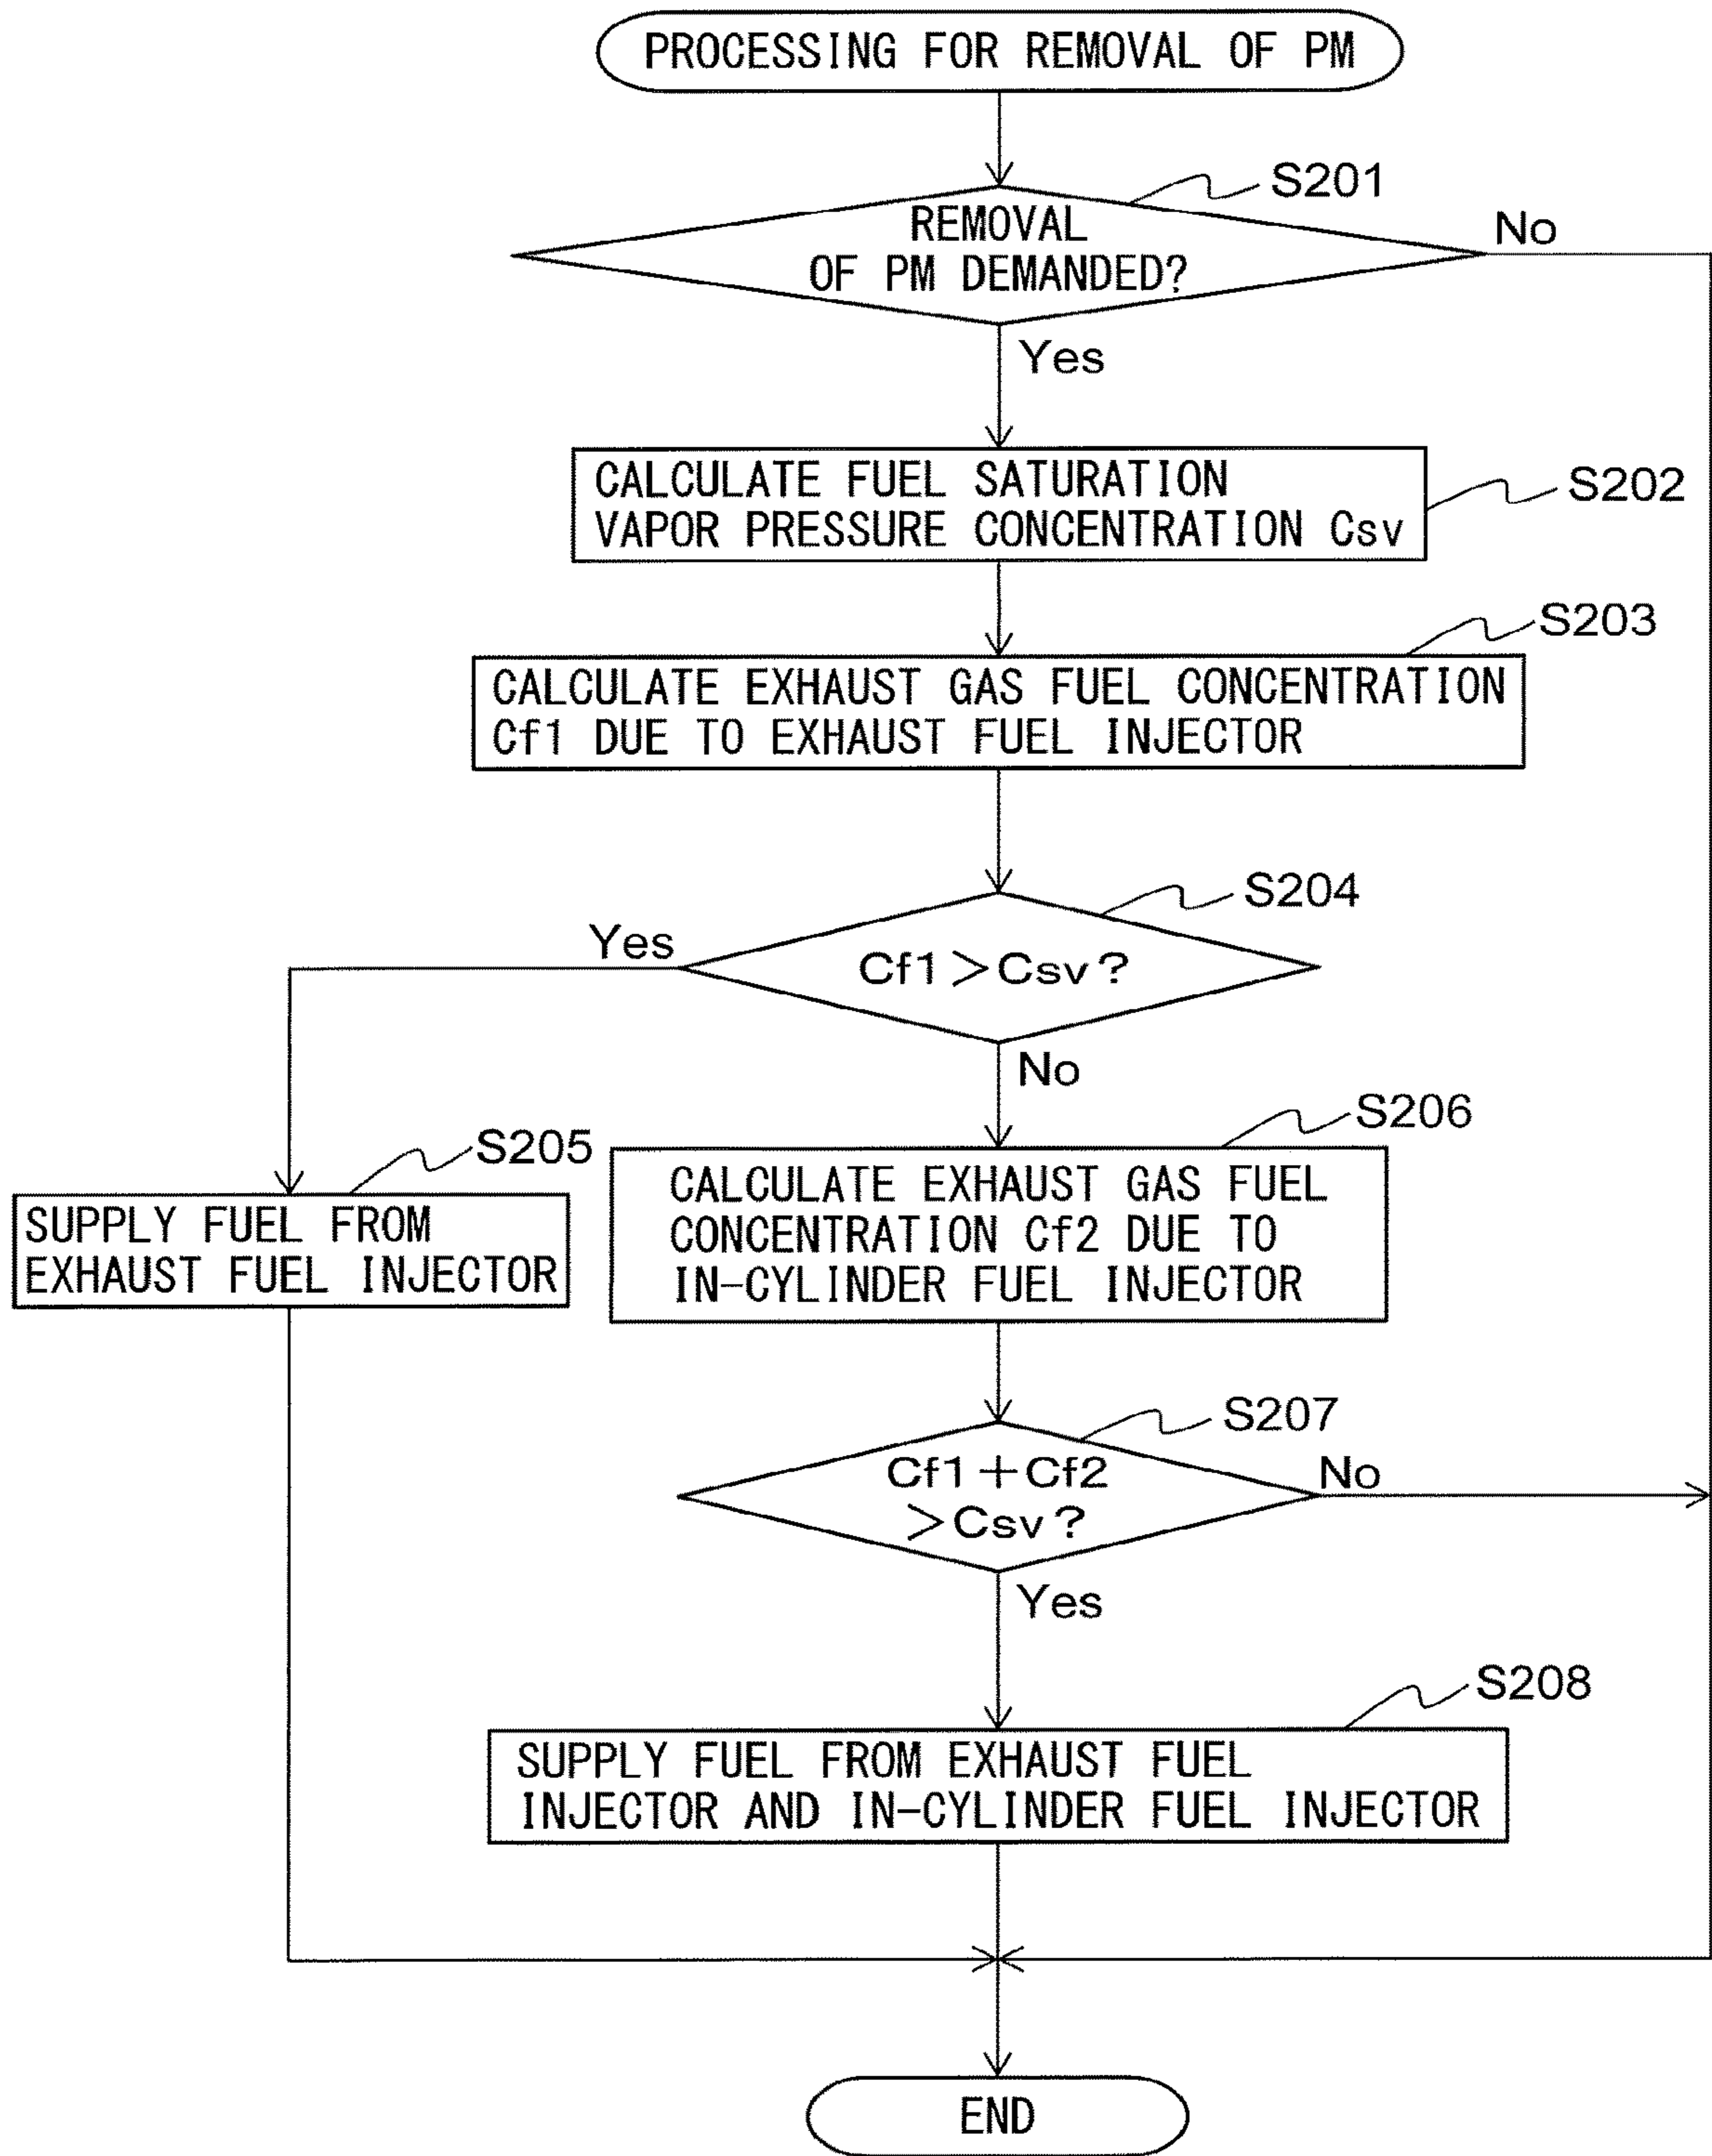 PROCESSING FOR REMOVAL OF PM
S201
REMOVAL
OF PM DEMANDED?
No
Yes
CALCULATE FUEL SATURATION
VAPOR PRESSURE CONCENTRATION Csv
S202
S203
CALCULATE EXHAUST GAS FUEL CONCENTRATION
Cf1 DUE TO EXHAUST FUEL INJECTOR
S204
Yes
Cf1>Csv?
No
S205
SUPPLY FUEL FROM
EXHAUST FUEL INJECTOR
S206
CALCULATE EXHAUST GAS FUEL
CONCENTRATION Cf2 DUE TO
IN-CYLINDER FUEL INJECTOR
S207
Cf1+Cf2
>Csv?
No
Yes
S208
SUPPLY FUEL FROM EXHAUST FUEL
INJECTOR AND IN-CYLINDER FUEL INJECTOR
END